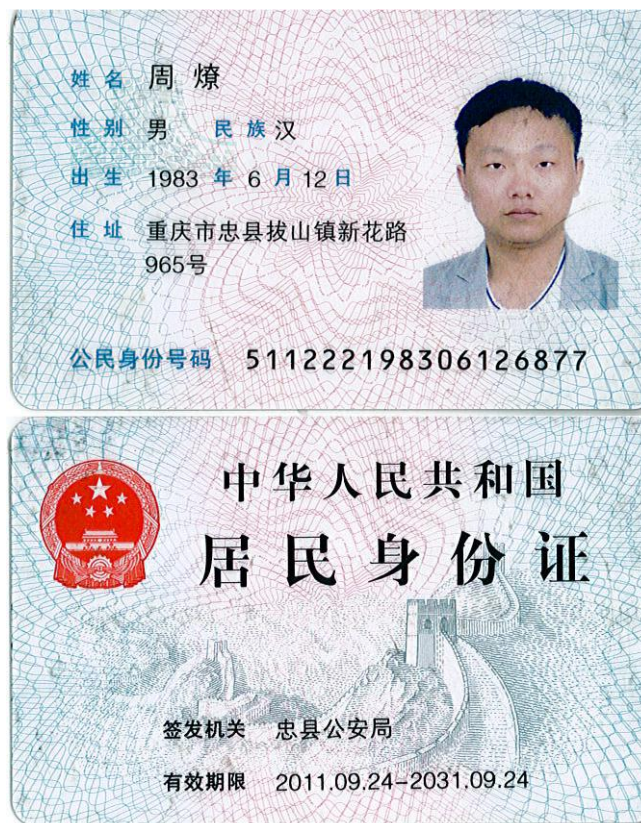 姓名 周燎
性别 男 民族 汉
出生 1983 年 6 月 12 日
住址 重庆市忠县拔山镇新花路
965号
公民身份号码 511222198306126877
中华人民共和国
居民身份证
签发机关 忠县公安局
有效期限 2011.09.24-2031.09.24